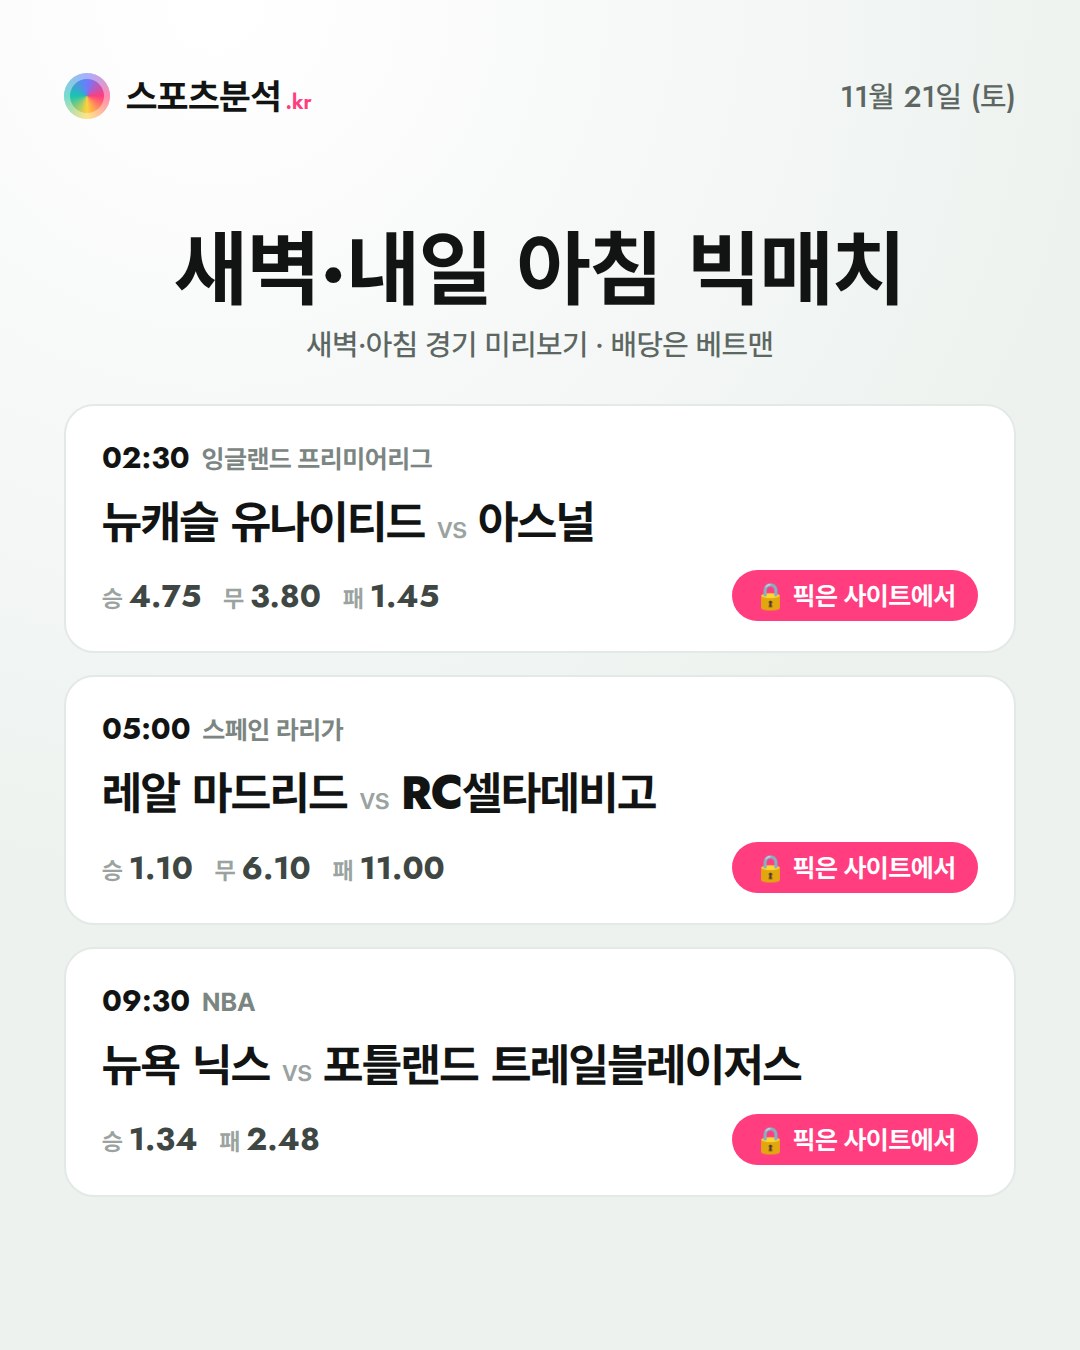 스포츠분석.kr
11월 21일 (토)
새벽·내일 아침 빅매치
새벽·아침 경기 미리보기 · 배당은 베트맨
02:30 잉글랜드 프리미어리그
뉴캐슬 유나이티드 vs 아스널
승 4.75 무 3.80 패 1.45
🔒 픽은 사이트에서
05:00 스페인 라리가
레알 마드리드 vs RC셀타데비고
승 1.10 무 6.10 패 11.00
🔒 픽은 사이트에서
09:30 NBA
뉴욕 닉스 vs 포틀랜드 트레일블레이저스
승 1.34 패 2.48
🔒 픽은 사이트에서